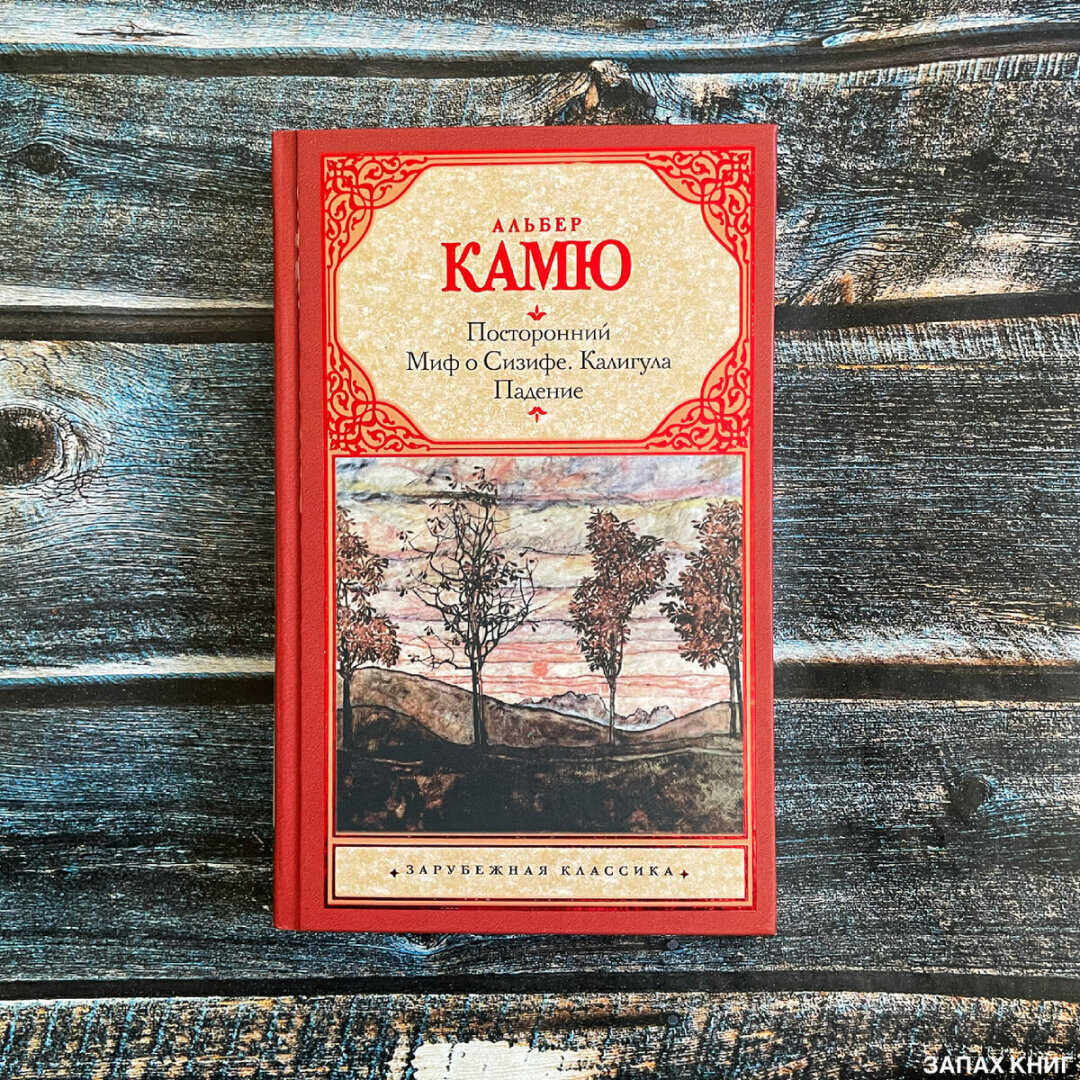 АЛЬБЕР
КАМЮ
Посторонний
Миф о Сизифе. Калигула
Падение
ЗАРУБЕЖНАЯ КЛАССИКА
ЗАПАХ КНИГ